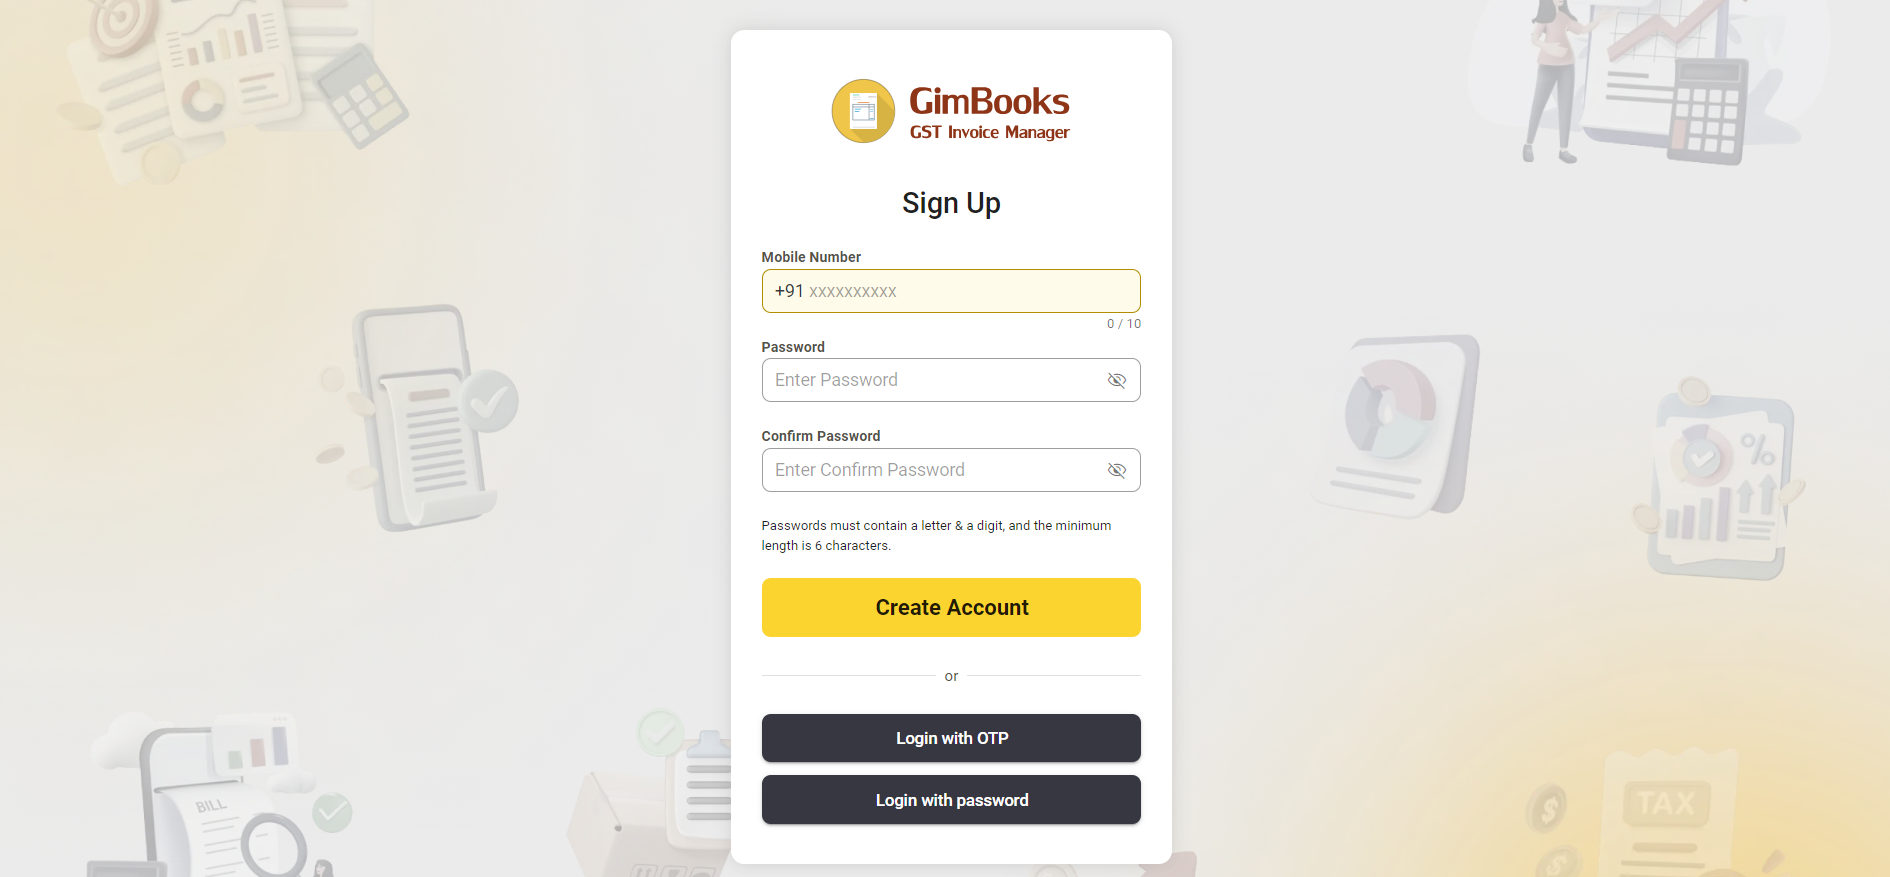 GimBooks
GST Invoice Manager
Sign Up
Mobile Number
+91 xxxxxxxxxx
0 / 10
Password
Enter Password
Confirm Password
Enter Confirm Password
Passwords must contain a letter & a digit, and the minimum
length is 6 characters.
Create Account
or
Login with OTP
Login with password
%
BILL
$
TAX
$